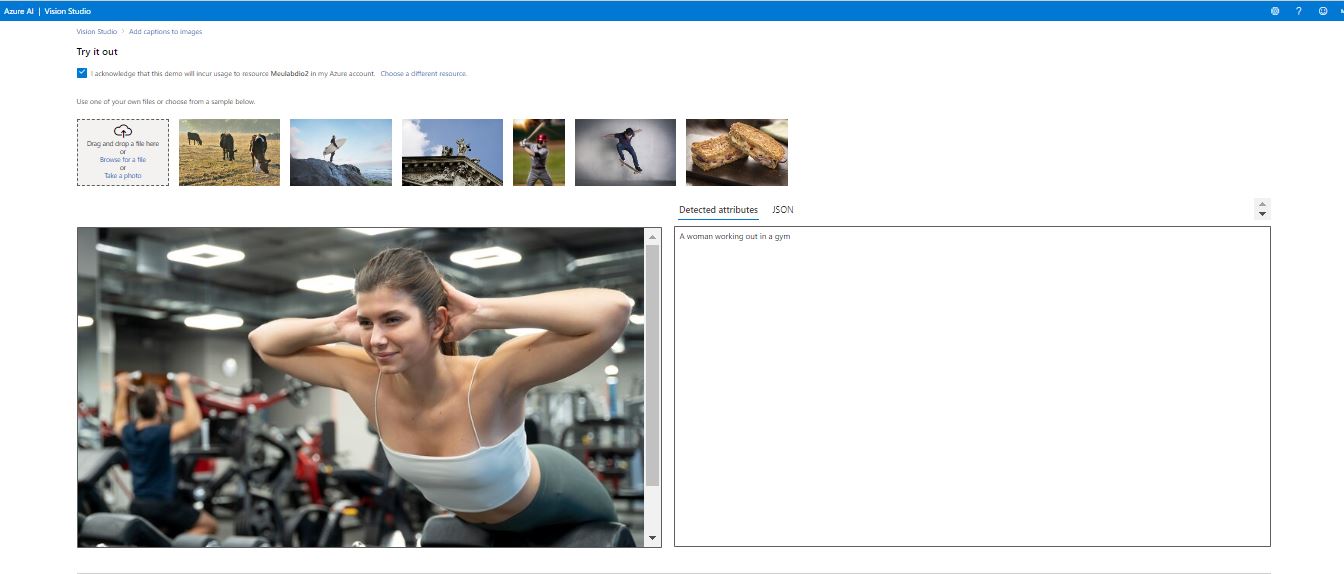 Azure AI | Vision Studio
Vision Studio > Add captions to images
Try it out
I acknowledge that this demo will incur usage to resource Meulabdio2 in my Azure account. Choose a different resource.
Use one of your own files or choose from a sample below.
Drag and drop a file here
or
Browse for a file
or
Take a photo
Detected attributes JSON
A woman working out in a gym